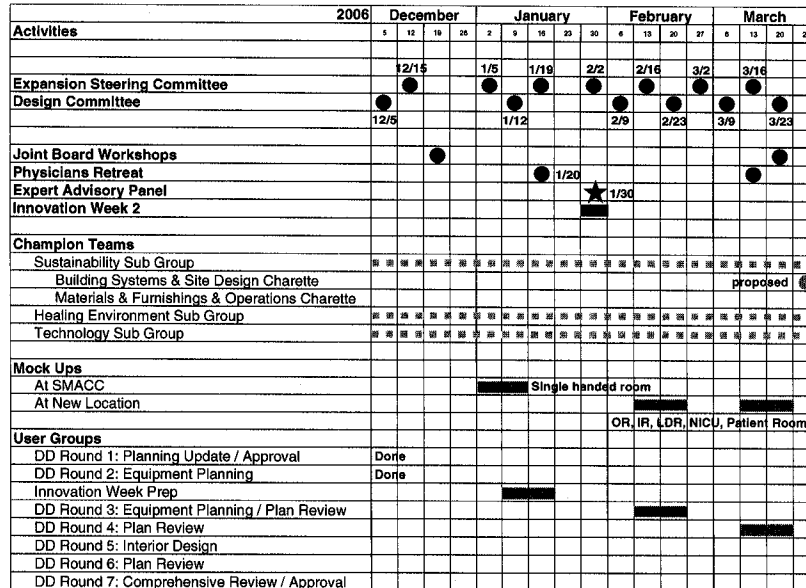 2006 December January February March
Activities 5 12 19 26 2 9 16 23 30 6 13 20 27 6 13 20
12/15 1/5 1/19 2/2 2/16 3/2 3/16
Expansion Steering Committee
Design Committee
12/5 1/12 2/9 2/23 3/9 3/23
Joint Board Workshops
Physicians Retreat 1/20
Expert Advisory Panel 1/30
Innovation Week 2
Champion Teams
Sustainability Sub Group
Building Systems & Site Design Charette proposed
Materials & Furnishings & Operations Charette
Healing Environment Sub Group
Technology Sub Group
Mock Ups
At SMACC Single handed room
At New Location
OR, IR, LDR, NICU, Patient Room
User Groups
DD Round 1: Planning Update / Approval Done
DD Round 2: Equipment Planning Done
Innovation Week Prep
DD Round 3: Equipment Planning / Plan Review
DD Round 4: Plan Review
DD Round 5: Interior Design
DD Round 6: Plan Review
DD Round 7: Comprehensive Review / Approval